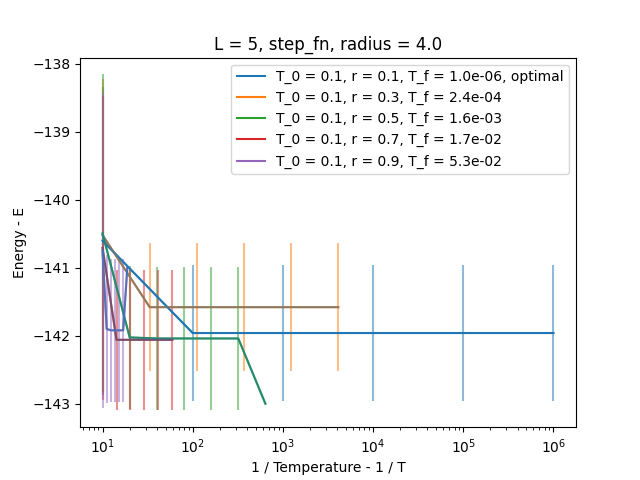 L = 5, step_fn, radius = 4.0
T_0 = 0.1, r = 0.1, T_f = 1.0e-06, optimal
T_0 = 0.1, r = 0.3, T_f = 2.4e-04
T_0 = 0.1, r = 0.5, T_f = 1.6e-03
T_0 = 0.1, r = 0.7, T_f = 1.7e-02
T_0 = 0.1, r = 0.9, T_f = 5.3e-02
Energy - E
−138
−139
−140
−141
−142
−143
10¹ 10² 10³ 10⁴ 10⁵ 10⁶
1 / Temperature - 1 / T